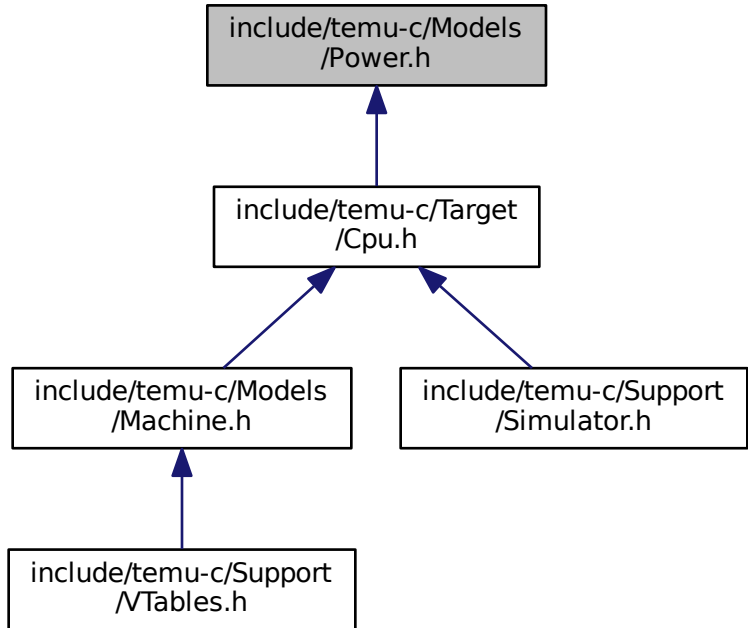 include/temu-c/Models
/Power.h
include/temu-c/Target
/Cpu.h
include/temu-c/Models
/Machine.h
include/temu-c/Support
/Simulator.h
include/temu-c/Support
/VTables.h